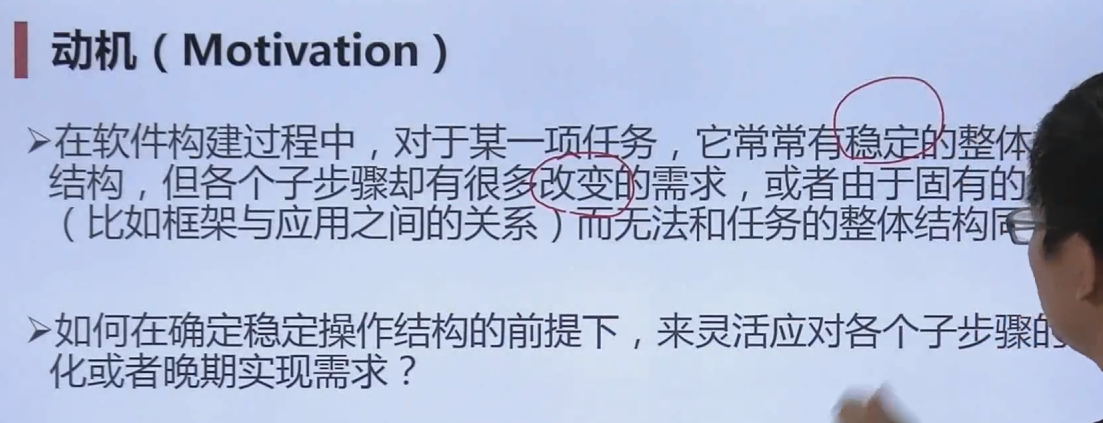 动机（Motivation）
➢在软件构建过程中，对于某一项任务，它常常有稳定的整体
结构，但各个子步骤却有很多改变的需求，或者由于固有的
（比如框架与应用之间的关系）而无法和任务的整体结构同
➢如何在确定稳定操作结构的前提下，来灵活应对各个子步骤的
化或者晚期实现需求？